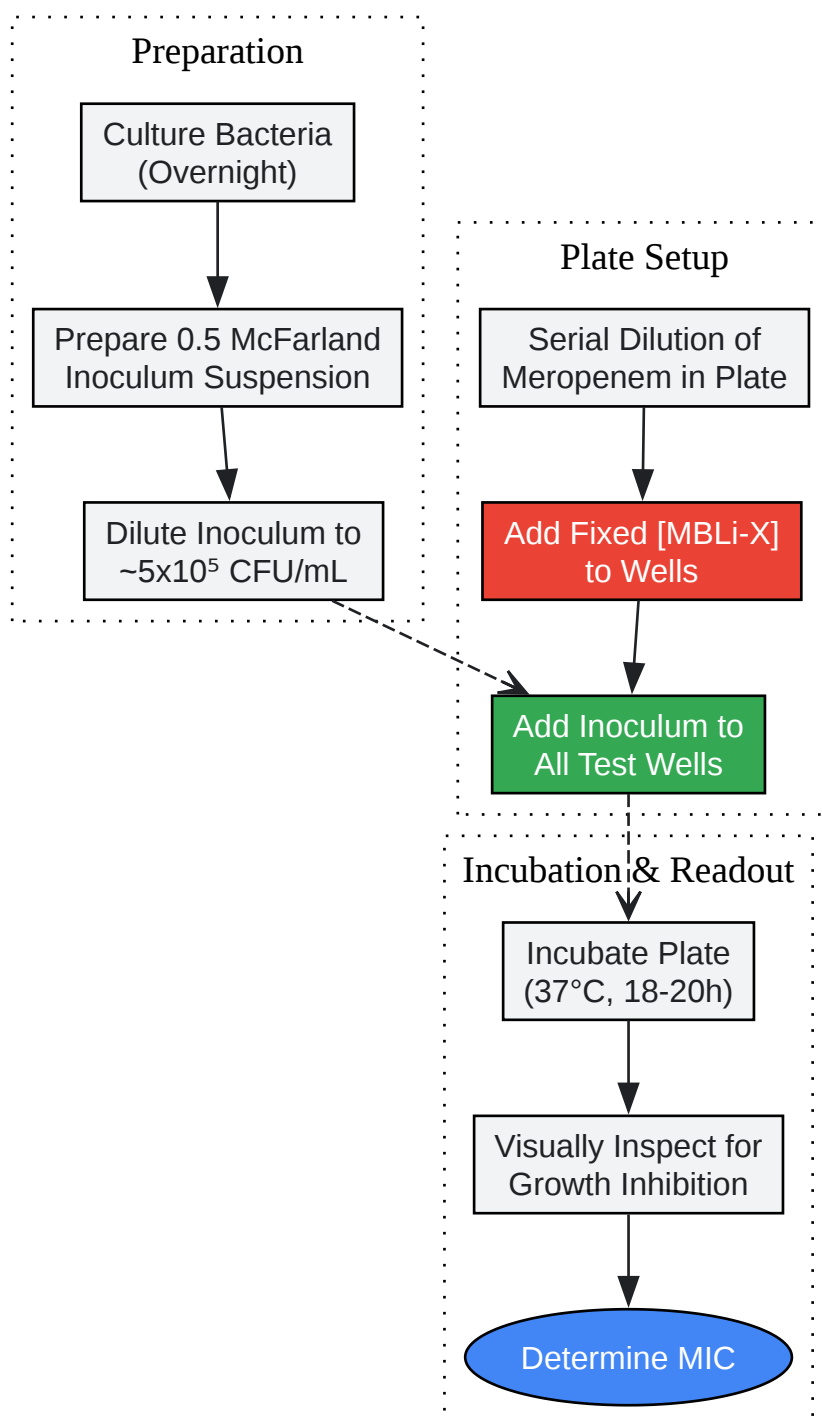 Preparation
Culture Bacteria
(Overnight)
Prepare 0.5 McFarland
Inoculum Suspension
Dilute Inoculum to
~5x10⁵ CFU/mL
Plate Setup
Serial Dilution of
Meropenem in Plate
Add Fixed [MBLi-X]
to Wells
Add Inoculum to
All Test Wells
Incubation & Readout
Incubate Plate
(37°C, 18-20h)
Visually Inspect for
Growth Inhibition
Determine MIC